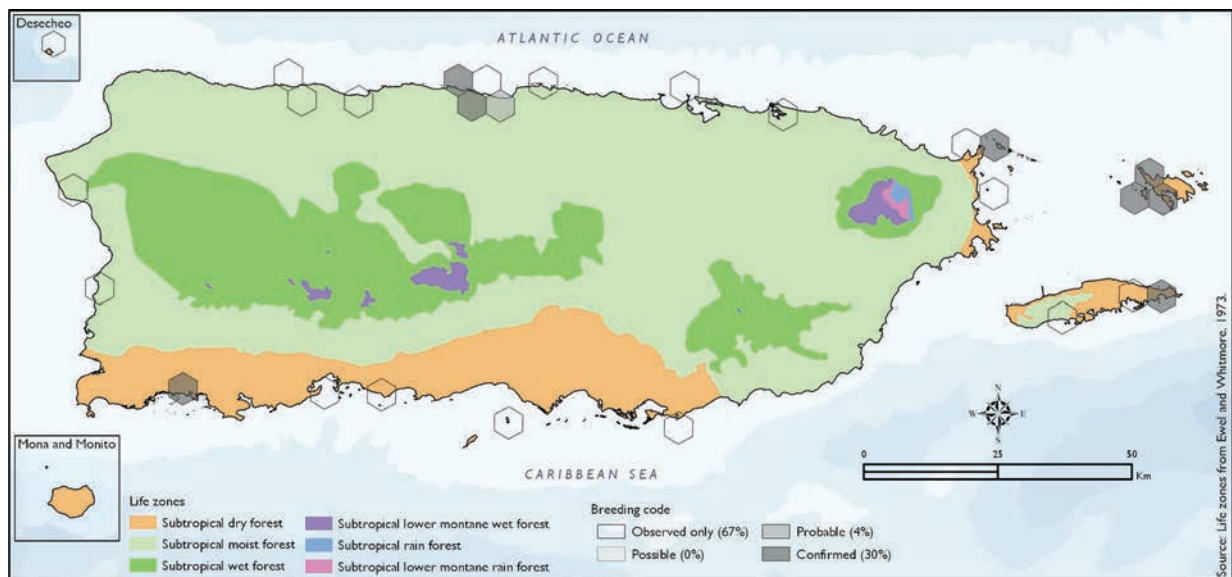 Desecheo
ATLANTIC OCEAN
N
W
E
S
Mona and Monito
CARIBBEAN SEA
0
25
50
Km
Life zones
Subtropical dry forest
Subtropical moist forest
Subtropical wet forest
Subtropical lower montane wet forest
Subtropical rain forest
Subtropical lower montane rain forest
Breeding code
Observed only (67%)
Possible (0%)
Probable (4%)
Confirmed (30%)
Source: Life zones from Ewel and Whitmore, 1973.